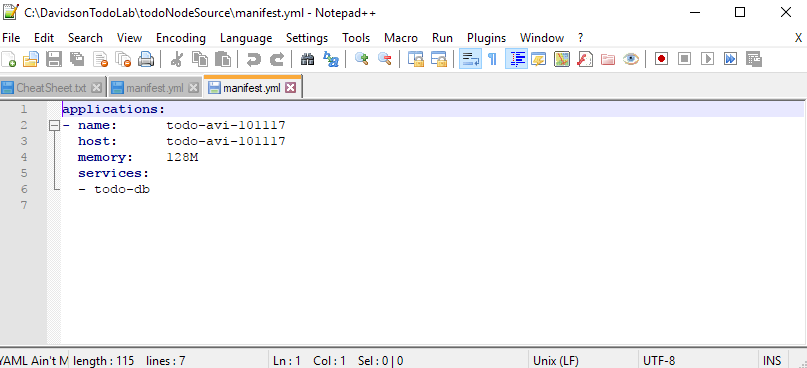 C:\DavidsonTodoLab\todoNodeSource\manifest.yml - Notepad++
File Edit Search View Encoding Language Settings Tools Macro Run Plugins Window ? X
CheatSheet.txt manifest.yml manifest.yml
1 applications:
2 - name: todo-avi-101117
3 host: todo-avi-101117
4 memory: 128M
5 services:
6 - todo-db
7
YAML Ain't M length : 115 lines : 7 Ln : 1 Col : 1 Sel : 0 | 0 Unix (LF) UTF-8 INS